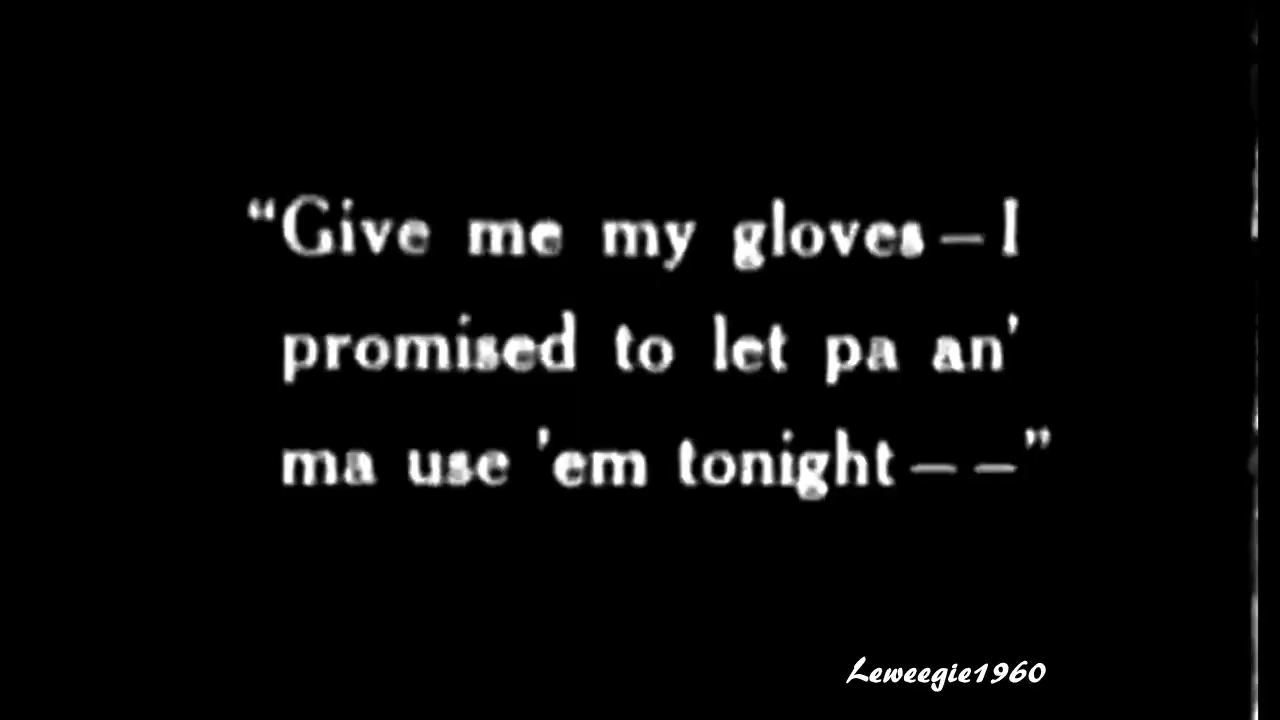 “Give me my gloves – I
promised to let pa an'
ma use 'em tonight – –”
Leweegie1960